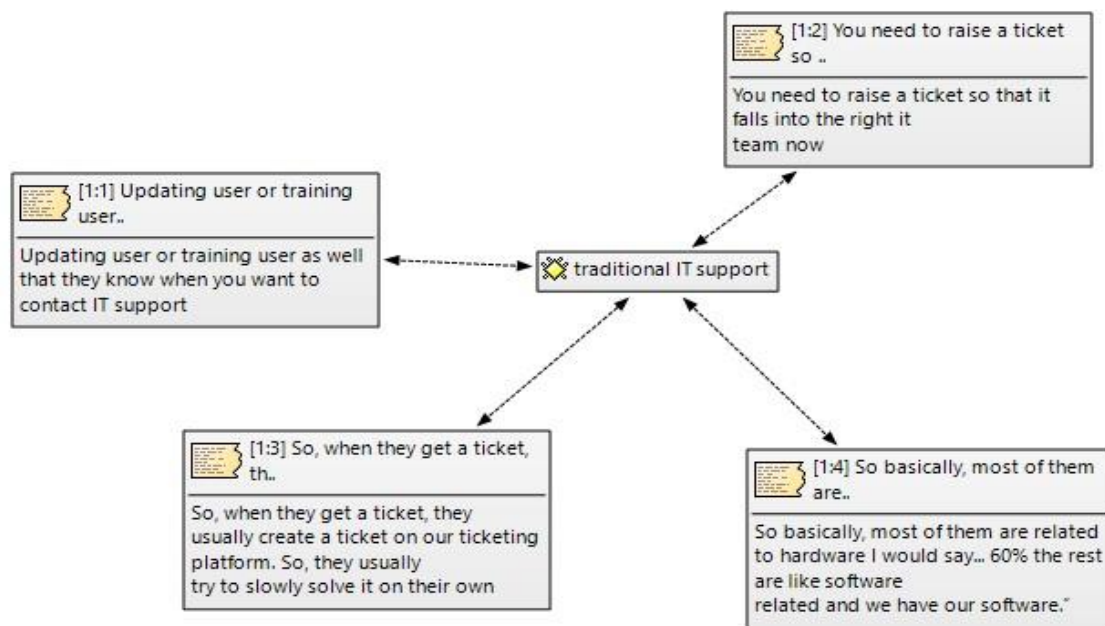 [1:2] You need to raise a ticket
so ..
You need to raise a ticket so that it
falls into the right it
team now
[1:1] Updating user or training
user..
Updating user or training user as well
that they know when you want to
contact IT support
traditional IT support
[1:3] So, when they get a ticket,
th..
So, when they get a ticket, they
usually create a ticket on our ticketing
platform. So, they usually
try to slowly solve it on their own
[1:4] So basically, most of them
are..
So basically, most of them are related
to hardware I would say... 60% the rest
are like software
related and we have our software.”